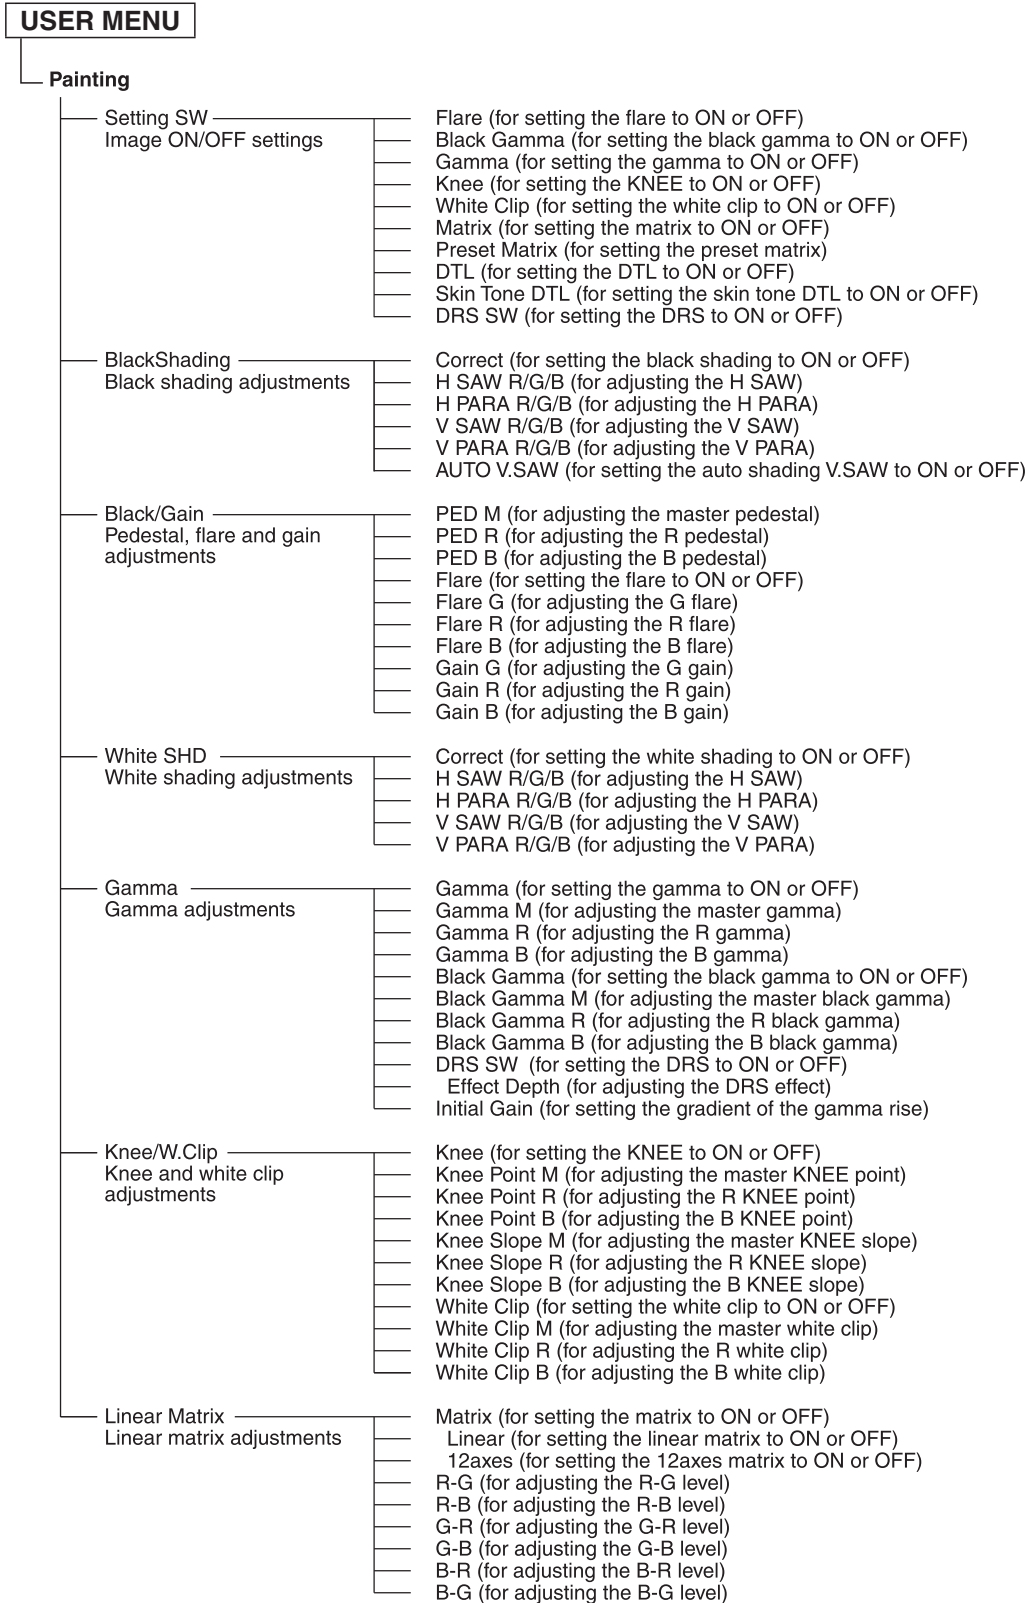 USER MENU
Painting
Setting SW
Image ON/OFF settings
Flare (for setting the flare to ON or OFF)
Black Gamma (for setting the black gamma to ON or OFF)
Gamma (for setting the gamma to ON or OFF)
Knee (for setting the KNEE to ON or OFF)
White Clip (for setting the white clip to ON or OFF)
Matrix (for setting the matrix to ON or OFF)
Preset Matrix (for setting the preset matrix)
DTL (for setting the DTL to ON or OFF)
Skin Tone DTL (for setting the skin tone DTL to ON or OFF)
DRS SW (for setting the DRS to ON or OFF)
BlackShading
Black shading adjustments
Correct (for setting the black shading to ON or OFF)
H SAW R/G/B (for adjusting the H SAW)
H PARA R/G/B (for adjusting the H PARA)
V SAW R/G/B (for adjusting the V SAW)
V PARA R/G/B (for adjusting the V PARA)
AUTO V.SAW (for setting the auto shading V.SAW to ON or OFF)
Black/Gain
Pedestal, flare and gain
adjustments
PED M (for adjusting the master pedestal)
PED R (for adjusting the R pedestal)
PED B (for adjusting the B pedestal)
Flare (for setting the flare to ON or OFF)
Flare G (for adjusting the G flare)
Flare R (for adjusting the R flare)
Flare B (for adjusting the B flare)
Gain G (for adjusting the G gain)
Gain R (for adjusting the R gain)
Gain B (for adjusting the B gain)
White SHD
White shading adjustments
Correct (for setting the white shading to ON or OFF)
H SAW R/G/B (for adjusting the H SAW)
H PARA R/G/B (for adjusting the H PARA)
V SAW R/G/B (for adjusting the V SAW)
V PARA R/G/B (for adjusting the V PARA)
Gamma
Gamma adjustments
Gamma (for setting the gamma to ON or OFF)
Gamma M (for adjusting the master gamma)
Gamma R (for adjusting the R gamma)
Gamma B (for adjusting the B gamma)
Black Gamma (for setting the black gamma to ON or OFF)
Black Gamma M (for adjusting the master black gamma)
Black Gamma R (for adjusting the R black gamma)
Black Gamma B (for adjusting the B black gamma)
DRS SW (for setting the DRS to ON or OFF)
Effect Depth (for adjusting the DRS effect)
Initial Gain (for setting the gradient of the gamma rise)
Knee/W.Clip
Knee and white clip
adjustments
Knee (for setting the KNEE to ON or OFF)
Knee Point M (for adjusting the master KNEE point)
Knee Point R (for adjusting the R KNEE point)
Knee Point B (for adjusting the B KNEE point)
Knee Slope M (for adjusting the master KNEE slope)
Knee Slope R (for adjusting the R KNEE slope)
Knee Slope B (for adjusting the B KNEE slope)
White Clip (for setting the white clip to ON or OFF)
White Clip M (for adjusting the master white clip)
White Clip R (for adjusting the R white clip)
White Clip B (for adjusting the B white clip)
Linear Matrix
Linear matrix adjustments
Matrix (for setting the matrix to ON or OFF)
Linear (for setting the linear matrix to ON or OFF)
12axes (for setting the 12axes matrix to ON or OFF)
R-G (for adjusting the R-G level)
R-B (for adjusting the R-B level)
G-R (for adjusting the G-R level)
G-B (for adjusting the G-B level)
B-R (for adjusting the B-R level)
B-G (for adjusting the B-G level)